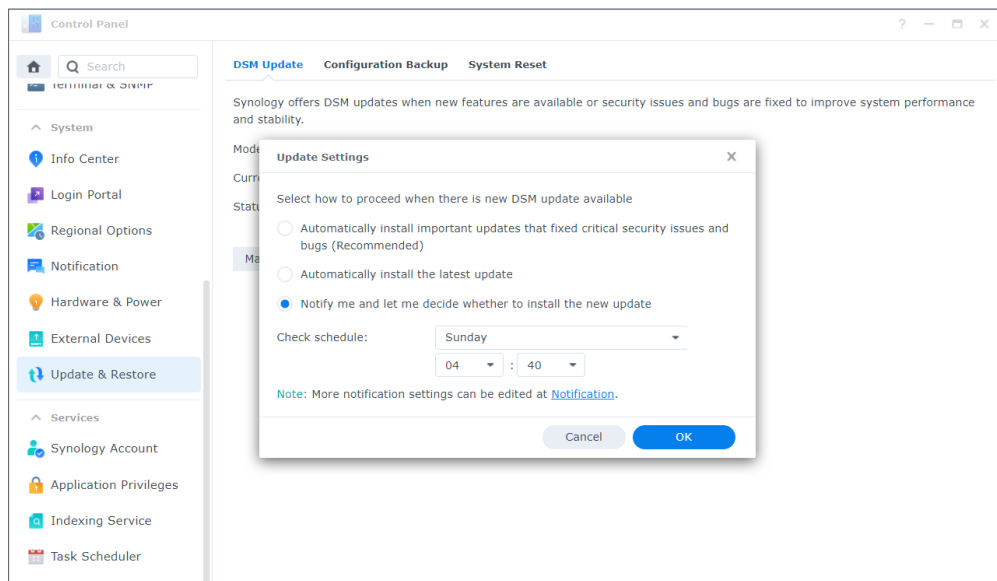 Control Panel
Search
Terminal & SNMP
System
Info Center
Login Portal
Regional Options
Notification
Hardware & Power
External Devices
Update & Restore
Services
Synology Account
Application Privileges
Indexing Service
Task Scheduler
DSM Update Configuration Backup System Reset
Synology offers DSM updates when new features are available or security issues and bugs are fixed to improve system performance
and stability.
Update Settings
Select how to proceed when there is new DSM update available
Automatically install important updates that fixed critical security issues and
bugs (Recommended)
Automatically install the latest update
Notify me and let me decide whether to install the new update
Check schedule: Sunday
04 : 40
Note: More notification settings can be edited at Notification.
Cancel OK